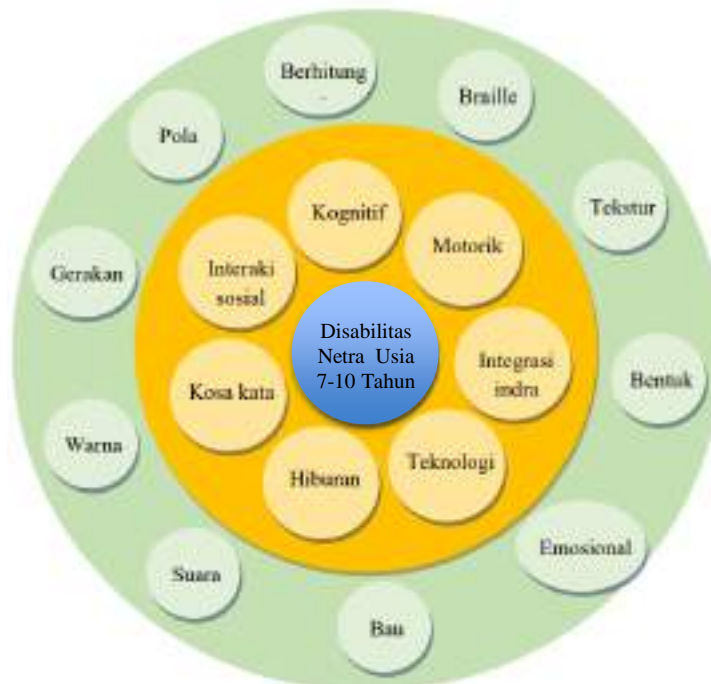 Berhitung
Braille
Pola
Tekstur
Kognitif
Motorik
Interaki
sosial
Gerakan
Disabilitas
Netra Usia
7-10 Tahun
Integrasi
indra
Bentuk
Kosa kata
Warna
Teknologi
Hiburan
Emosional
Suara
Bau